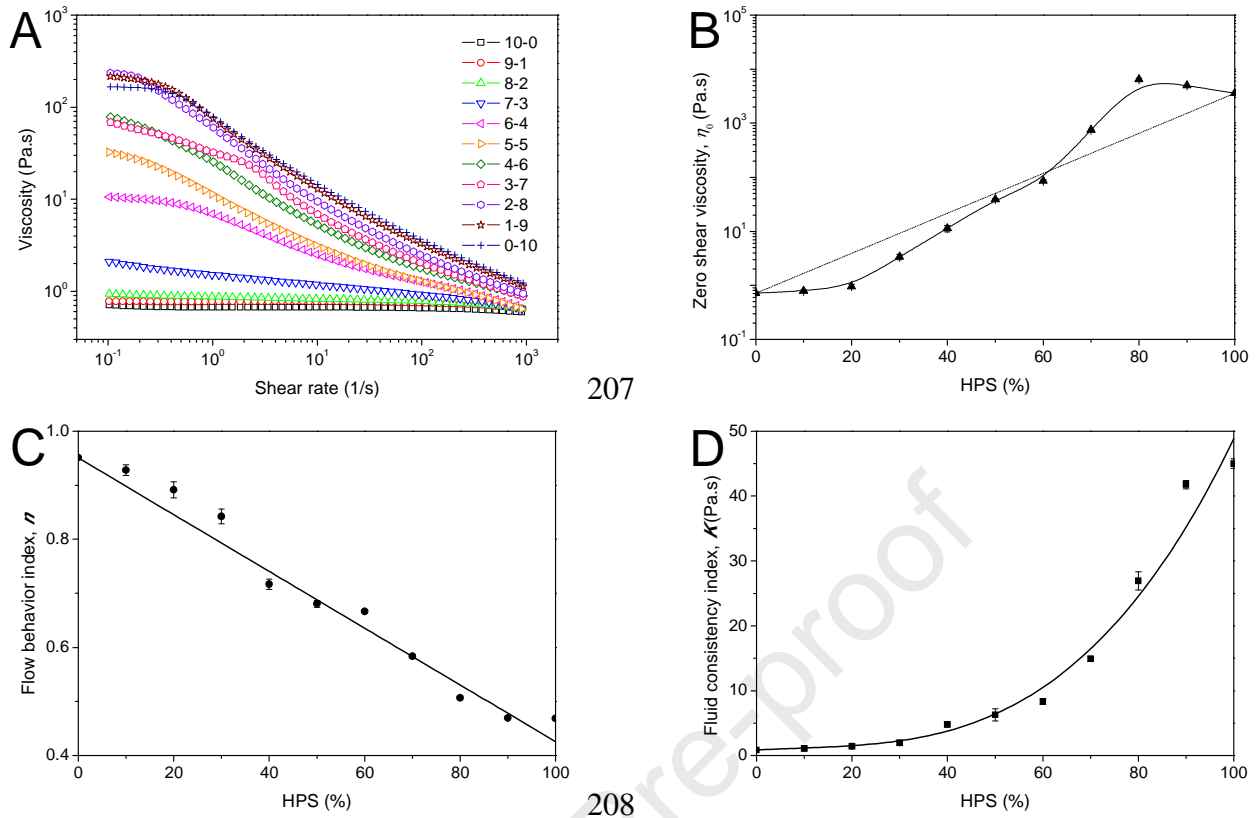 A
Viscosity (Pa.s)
10³
10²
10¹
10⁰
10⁻¹
10⁰
10¹
10²
10³
Shear rate (1/s)
10-0
9-1
8-2
7-3
6-4
5-5
4-6
3-7
2-8
1-9
0-10
207
B
Zero shear viscosity, η₀ (Pa.s)
10⁵
10³
10¹
10⁻¹
0 20 40 60 80 100
HPS (%)
C
Flow behavior index, n
1.0
0.8
0.6
0.4
0 20 40 60 80 100
HPS (%)
208
D
Fluid consistency index, K(Pa.s)
50
40
30
20
10
0
0 20 40 60 80 100
HPS (%)
re-proof